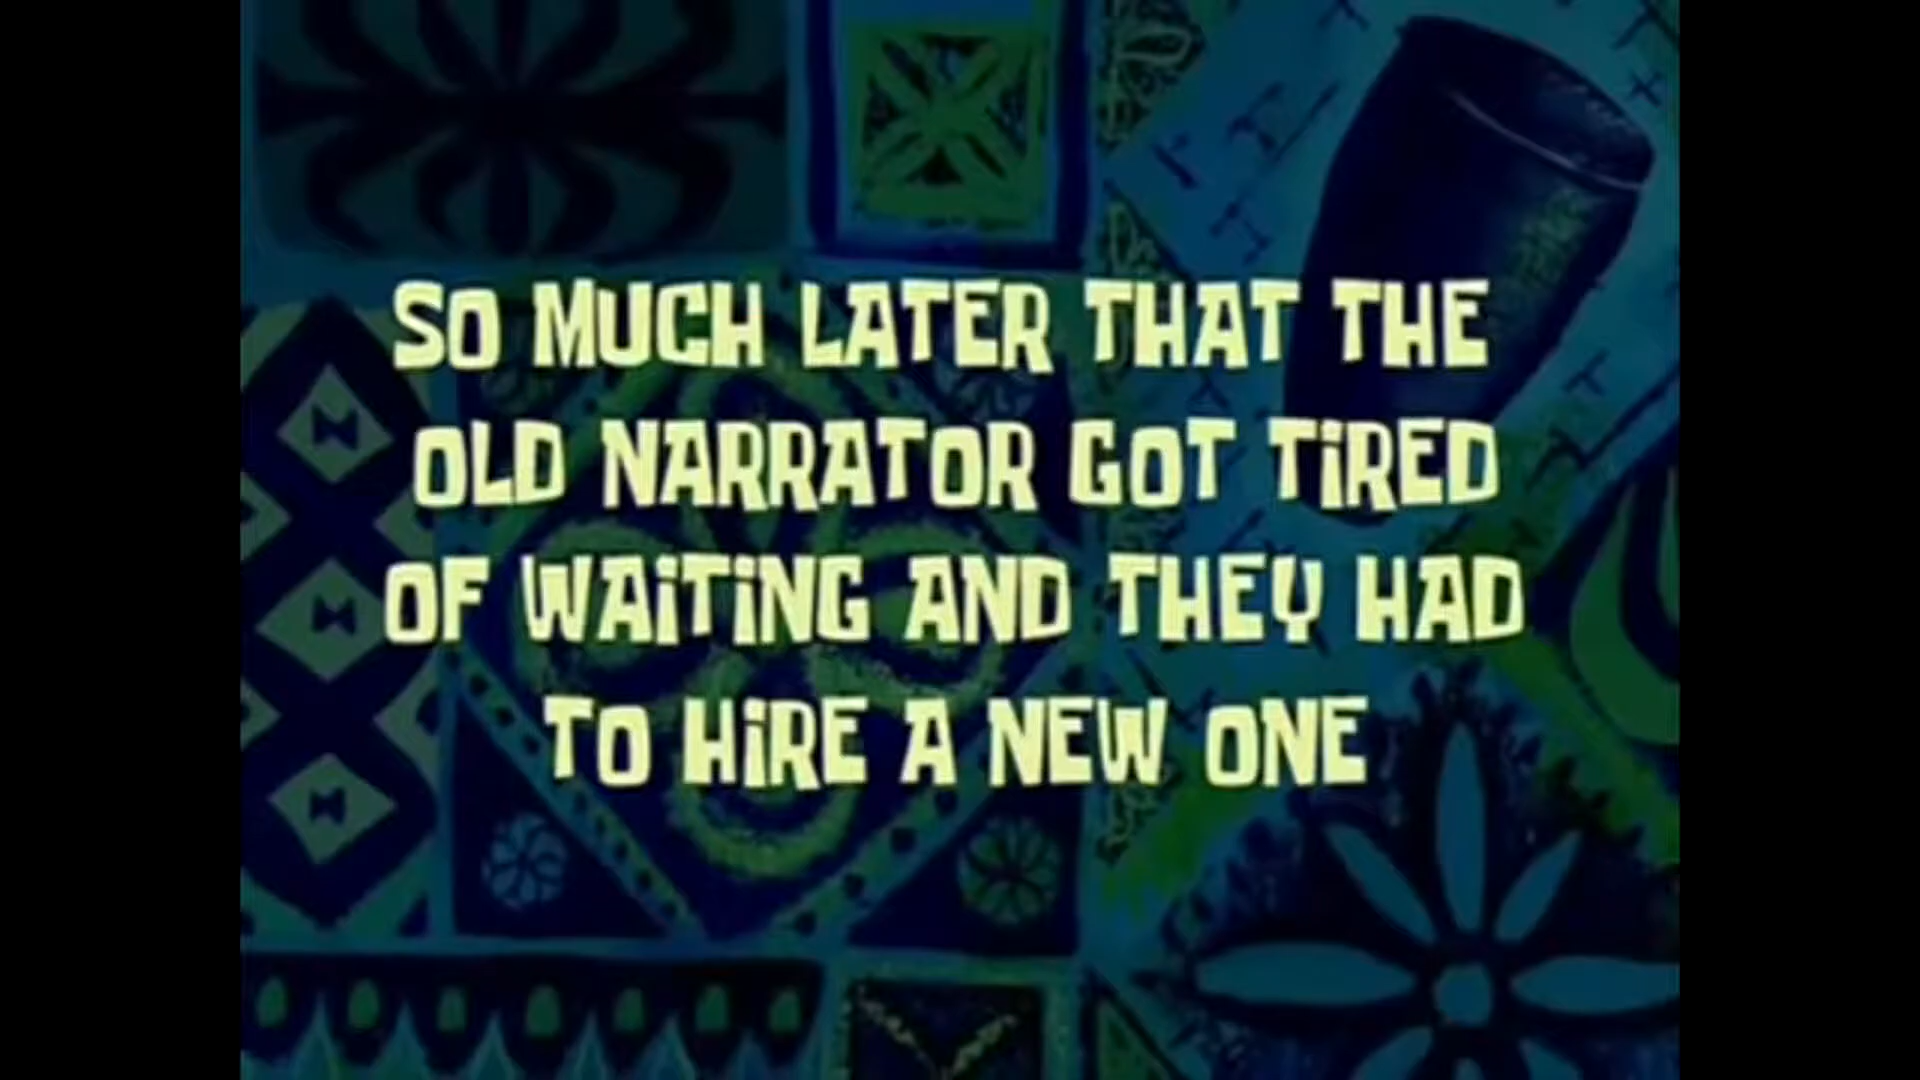 SO MUCH LATER THAT THE
OLD NARRATOR GOT TiRED
OF WAiTiNG AND THEY HAD
TO HiRE A NEW ONE